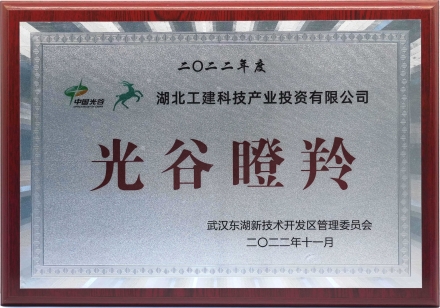 二〇二二年度
中国光谷
湖北工建科技产业投资有限公司
光谷瞪羚
武汉东湖新技术开发区管理委员会
二〇二二年十一月